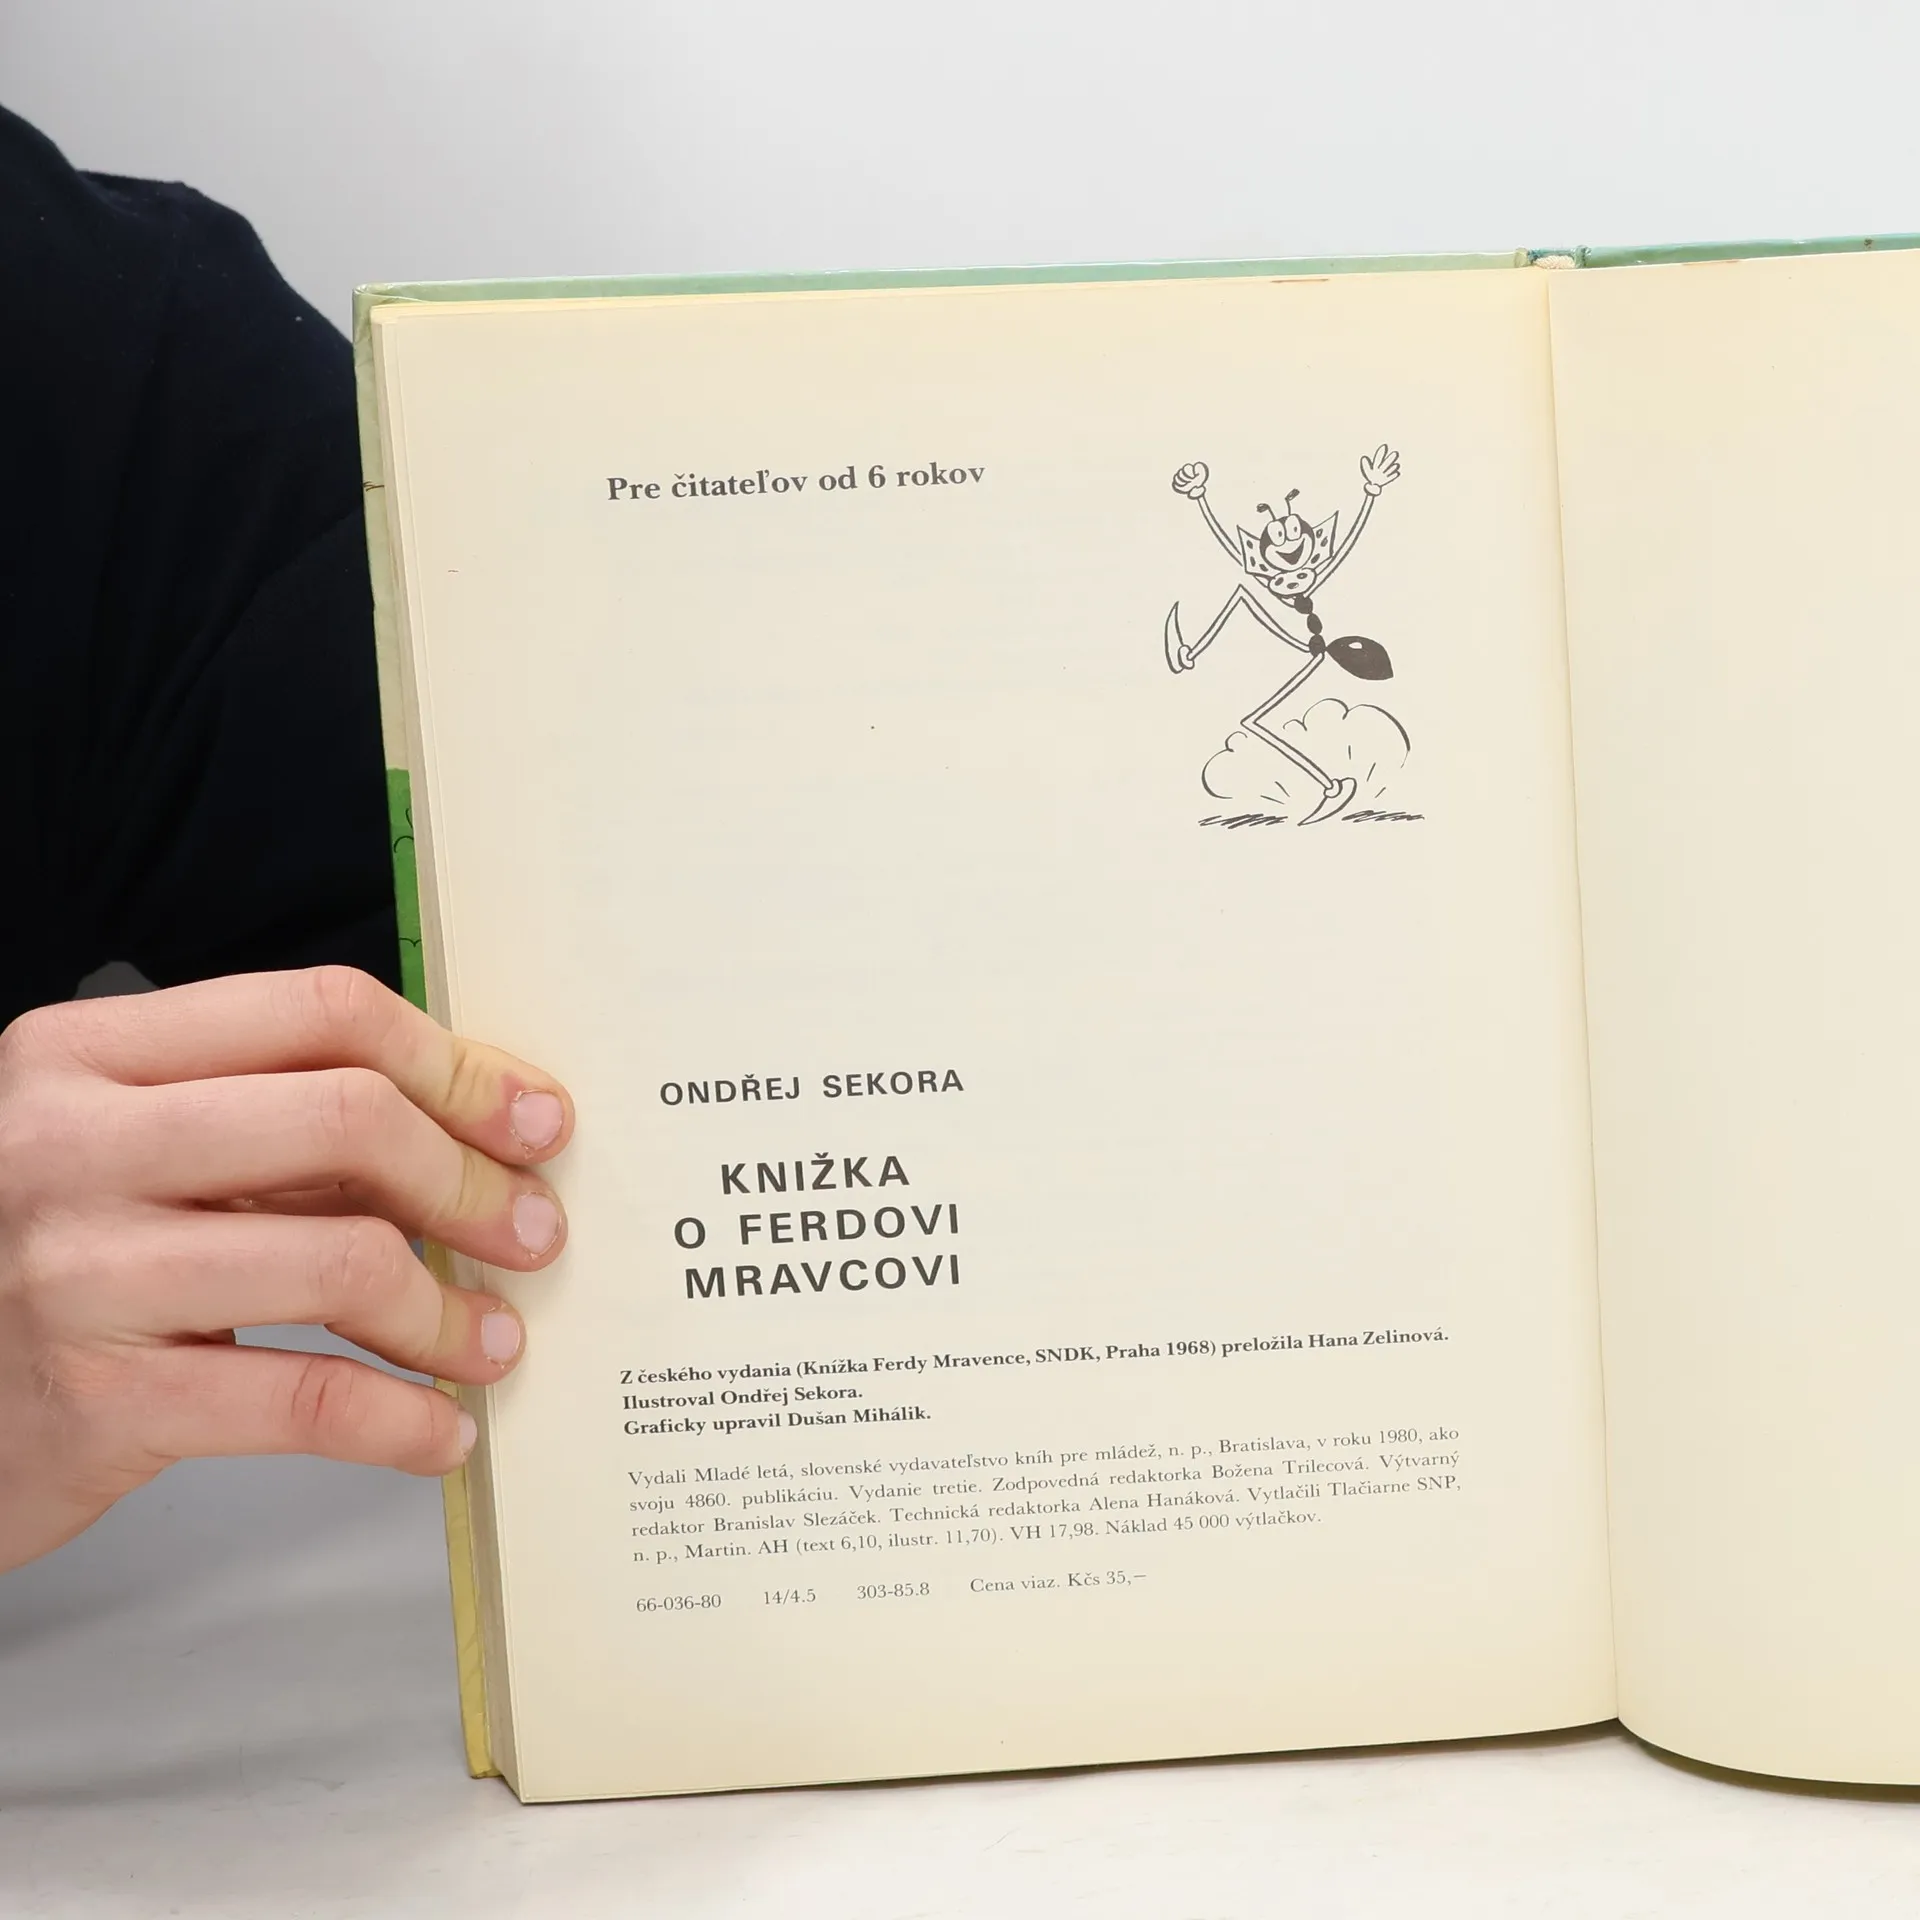 Pre čitateľov od 6 rokov
ONDŘEJ SEKORA
KNIŽKA
O FERDOVI
MRAVCOVI
Z českého vydania (Knížka Ferdy Mravence, SNDK, Praha 1968) preložila Hana Zelinová.
Ilustroval Ondřej Sekora.
Graficky upravil Dušan Mihálik.
Vydali Mladé letá, slovenské vydavateľstvo kníh pre mládež, n. p., Bratislava, v roku 1980, ako
svoju 4860. publikáciu. Vydanie tretie. Zodpovedná redaktorka Božena Trilecová. Výtvarný
redaktor Branislav Slezáček. Technická redaktorka Alena Hanáková. Vytlačili Tlačiarne SNP,
n. p., Martin. AH (text 6,10, ilustr. 11,70). VH 17,98. Náklad 45 000 výtlačkov.
66-036-80 14/4.5 303-85.8 Cena viaz. Kčs 35,—